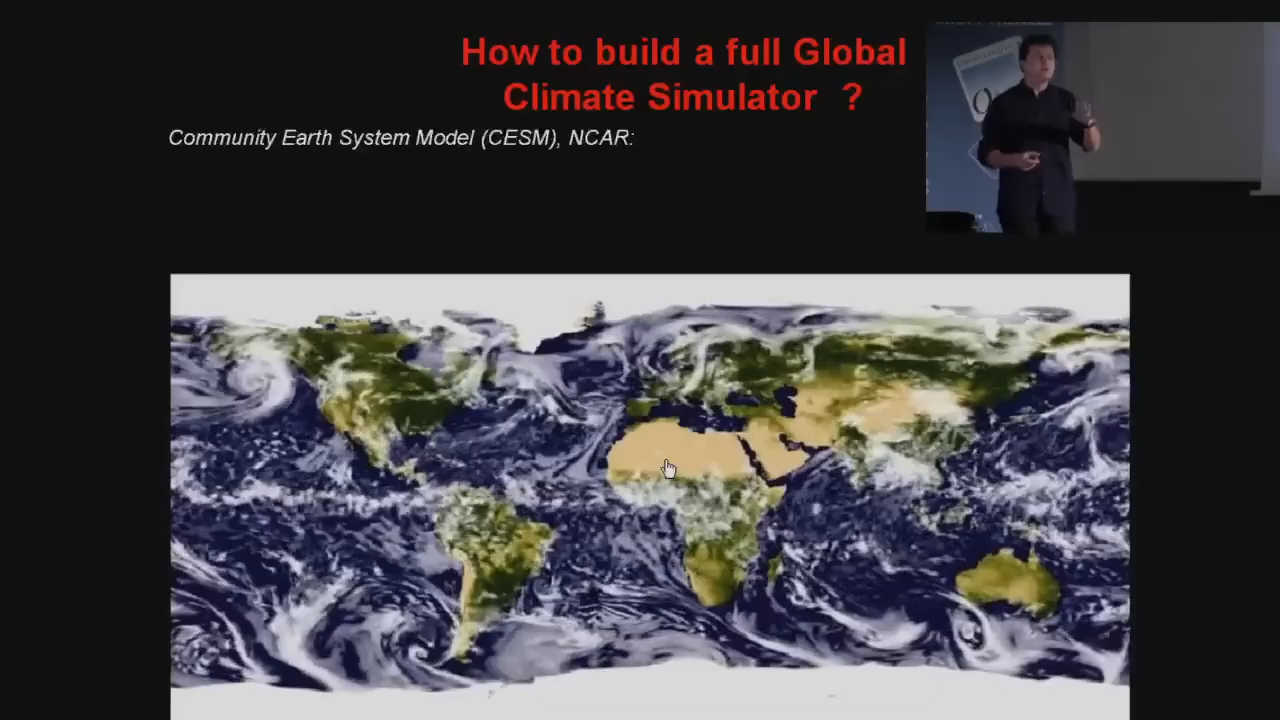 How to build a full Global
Climate Simulator ?
Community Earth System Model (CESM), NCAR: